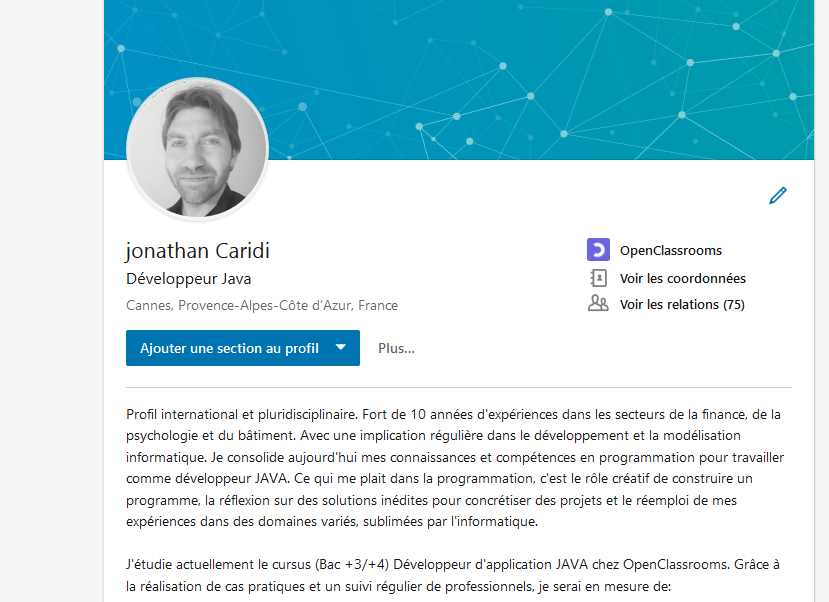 jonathan Caridi
Développeur Java
Cannes, Provence-Alpes-Côte d'Azur, France
OpenClassrooms
Voir les coordonnées
Voir les relations (75)
Ajouter une section au profil
Plus...
Profil international et pluridisciplinaire. Fort de 10 années d'expériences dans les secteurs de la finance, de la
psychologie et du bâtiment. Avec une implication régulière dans le développement et la modélisation
informatique. Je consolide aujourd'hui mes connaissances et compétences en programmation pour travailler
comme développeur JAVA. Ce qui me plait dans la programmation, c'est le rôle créatif de construire un
programme, la réflexion sur des solutions inédites pour concrétiser des projets et le réemploi de mes
expériences dans des domaines variés, sublimées par l'informatique.
J'étudie actuellement le cursus (Bac +3/+4) Développeur d'application JAVA chez OpenClassrooms. Grâce à
la réalisation de cas pratiques et un suivi régulier de professionnels, je serai en mesure de: